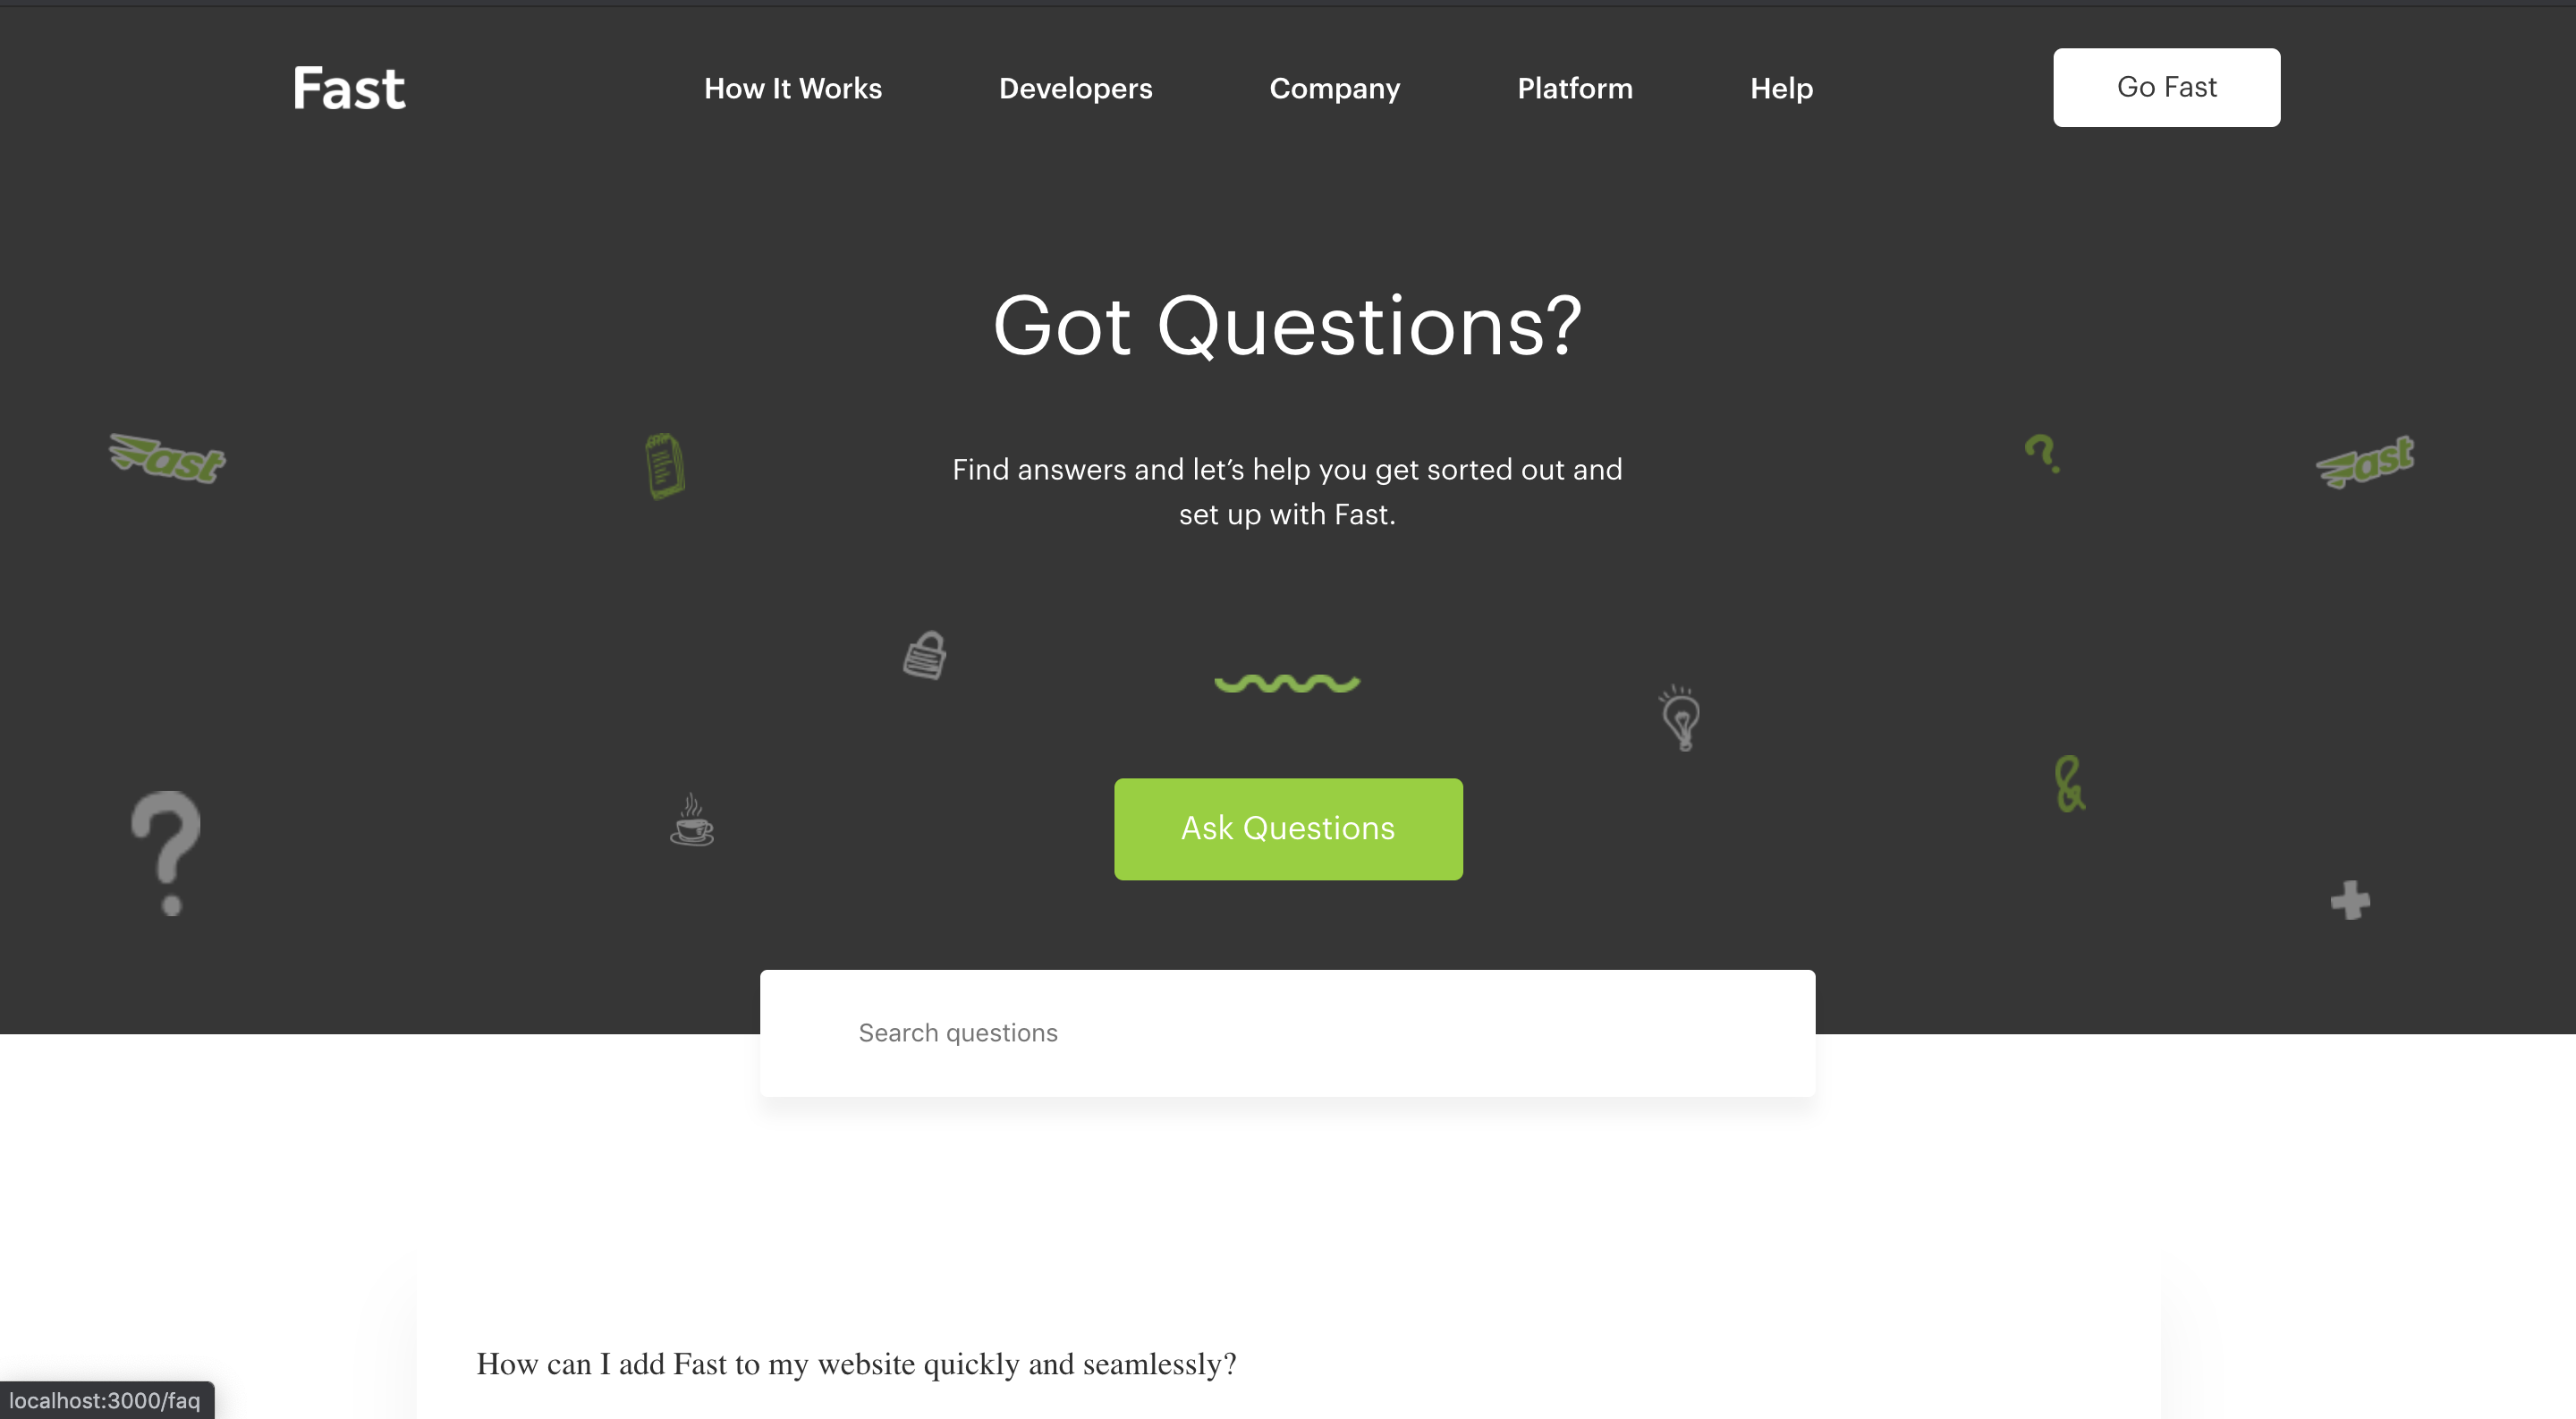 Fast
How It Works
Developers
Company
Platform
Help
Go Fast
Got Questions?
Fast
?
Fast
Find answers and let’s help you get sorted out and
set up with Fast.
&
?
Ask Questions
Search questions
How can I add Fast to my website quickly and seamlessly?
localhost:3000/faq